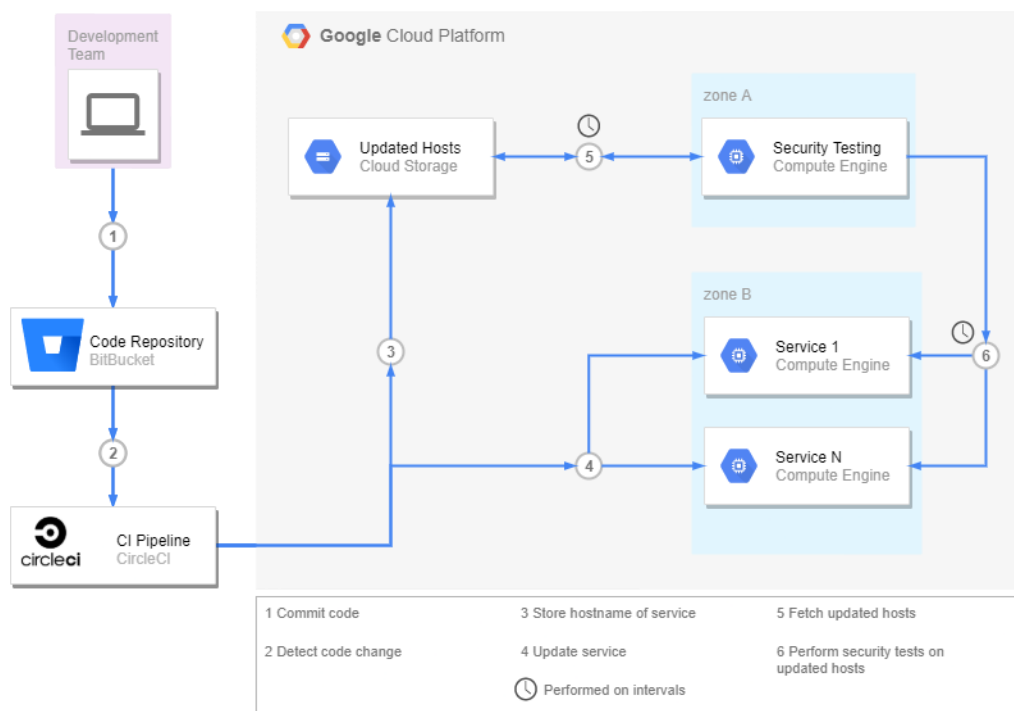 Development
Team
Google Cloud Platform
zone A
Updated Hosts
Cloud Storage
5
Security Testing
Compute Engine
1
zone B
Code Repository
BitBucket
3
Service 1
Compute Engine
6
2
4
Service N
Compute Engine
circleci
CI Pipeline
CircleCI
1 Commit code
3 Store hostname of service
5 Fetch updated hosts
2 Detect code change
4 Update service
6 Perform security tests on
updated hosts
Performed on intervals